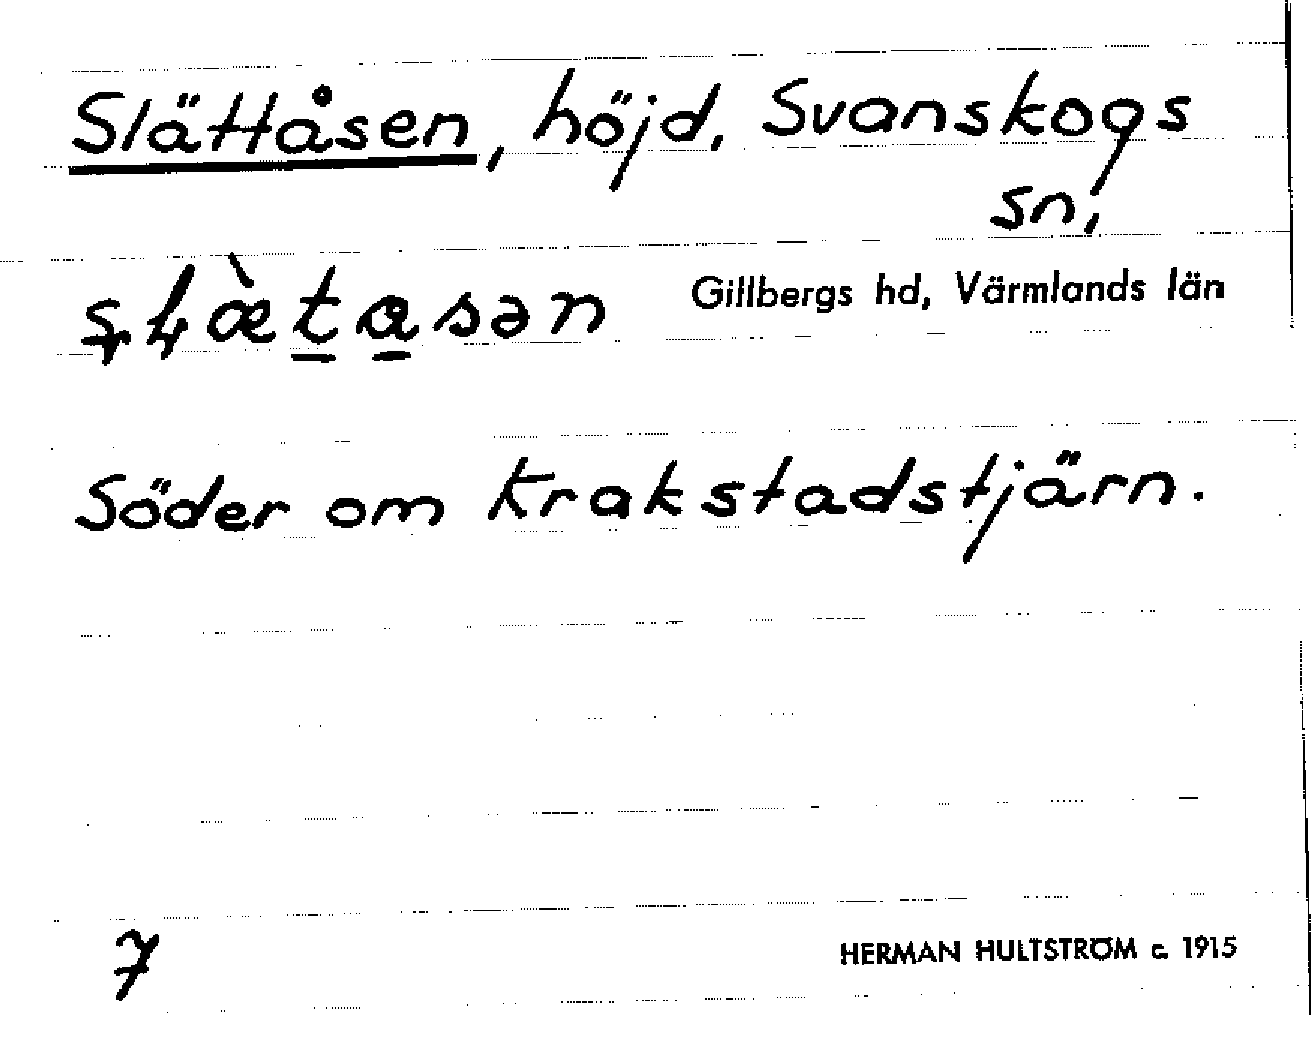 Slättåsen, höjd, Svanskogs
sn,
Gillbergs hd, Värmlands län
Söder om Krakstadstjärn.
7
HERMAN HULTSTRÖM c. 1915